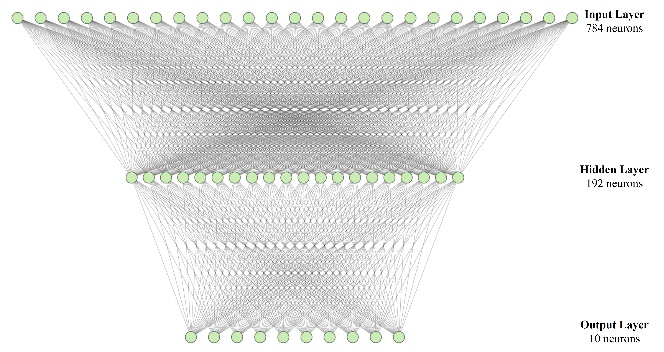 Input Layer
784 neurons
Hidden Layer
192 neurons
Output Layer
10 neurons